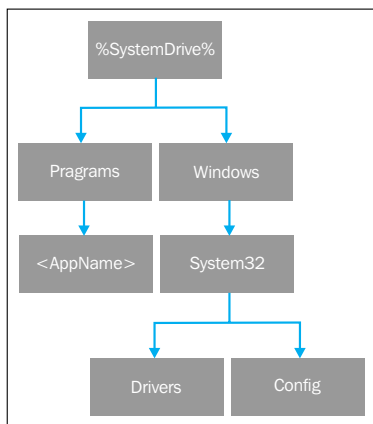 %SystemDrive%
Pragrams
Windows
<AppName>
System32
Drivers
Config